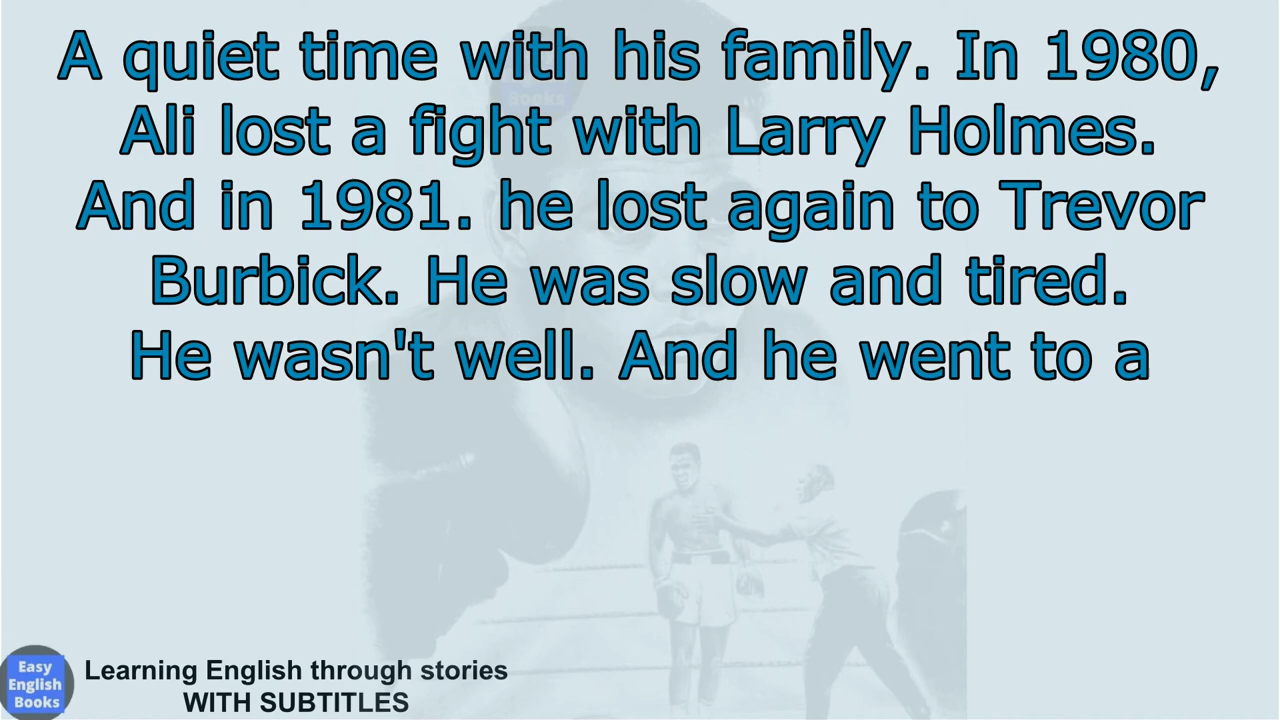 A quiet time with his family. In 1980,
Ali lost a fight with Larry Holmes.
And in 1981. he lost again to Trevor
Burbick. He was slow and tired.
He wasn't well. And he went to a
Books
Easy
English
Books
Learning English through stories
WITH SUBTITLES